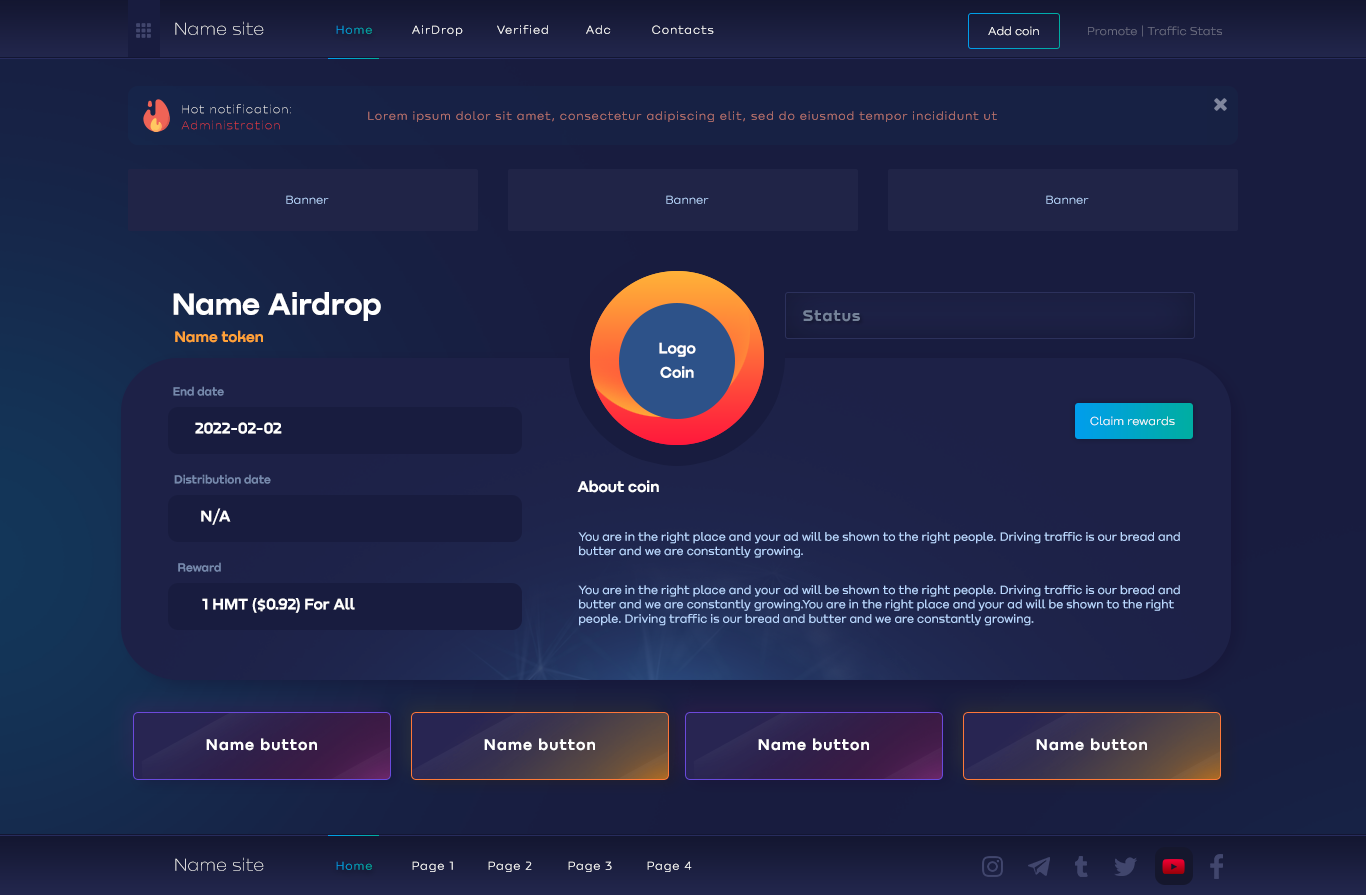 Name site
Home AirDrop Verified Adc Contacts
Add coin
Promote | Traffic Stats
Hot notification:
Administration
Lorem ipsum dolor sit amet, consectetur adipiscing elit, sed do eiusmod tempor incididunt ut
Banner
Banner
Banner
Name Airdrop
Name token
Logo
Coin
Status
End date
2022-02-02
Distribution date
N/A
Reward
1 HMT ($0.92) For All
Claim rewards
About coin
You are in the right place and your ad will be shown to the right people. Driving traffic is our bread and
butter and we are constantly growing.
You are in the right place and your ad will be shown to the right people. Driving traffic is our bread and
butter and we are constantly growing.You are in the right place and your ad will be shown to the right
people. Driving traffic is our bread and butter and we are constantly growing.
Name button
Name button
Name button
Name button
Name site
Home Page 1 Page 2 Page 3 Page 4